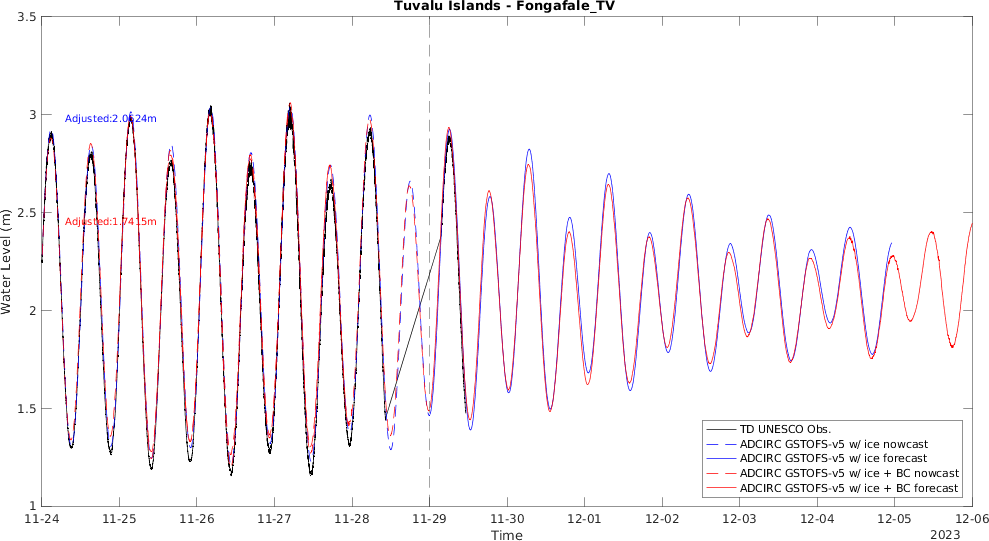 Tuvalu Islands - Fongafale_TV
3.5
3
2.5
2
1.5
1
Water Level (m)
Adjusted:2.0524m
Adjusted:1.7415m
TD UNESCO Obs.
ADCIRC GSTOFS-v5 w/ ice nowcast
ADCIRC GSTOFS-v5 w/ ice forecast
ADCIRC GSTOFS-v5 w/ ice + BC nowcast
ADCIRC GSTOFS-v5 w/ ice + BC forecast
11-24 11-25 11-26 11-27 11-28 11-29 11-30 12-01 12-02 12-03 12-04 12-05 12-06
Time
2023